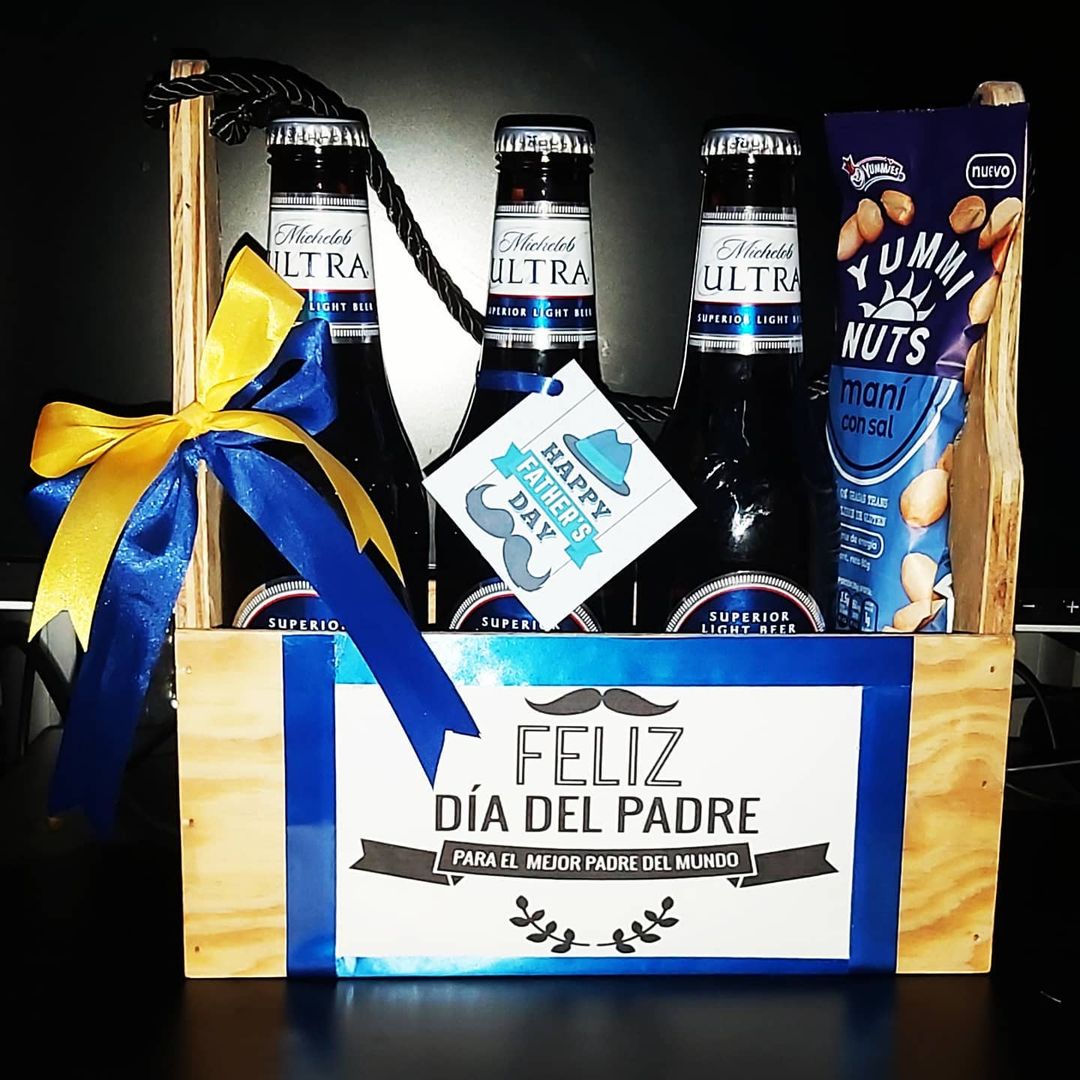 Michelob
ULTRA
LIGHT BEER
Michelob
ULTRA
SUPERIOR LIGHT BEER
Michelob
ULTRA
SUPERIOR LIGHT
YUMMIES
nuevo
YUMMI
NUTS
maní
con sal
HAPPY
FATHER'S
DAY
SUPERIOR
SUPERIOR
SUPERIOR
LIGHT BEER
FELIZ
DÍA DEL PADRE
PARA EL MEJOR PADRE DEL MUNDO